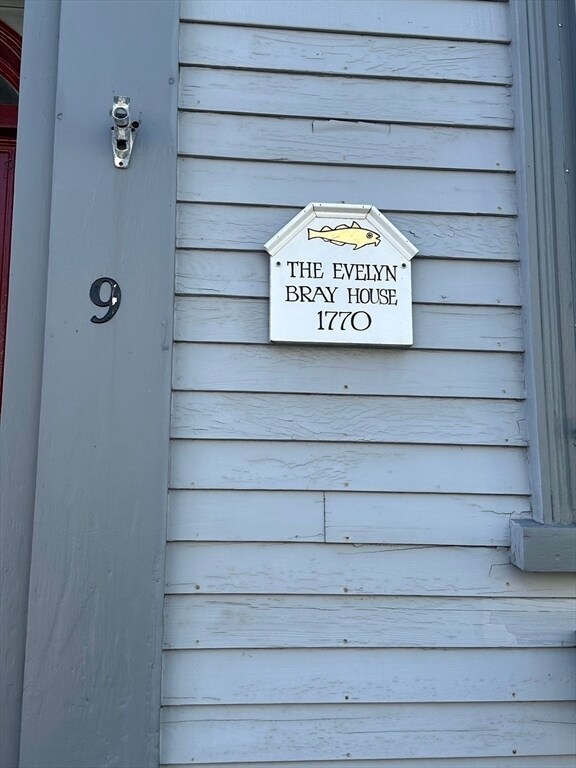 9
THE EVELYN
BRAY HOUSE
1770